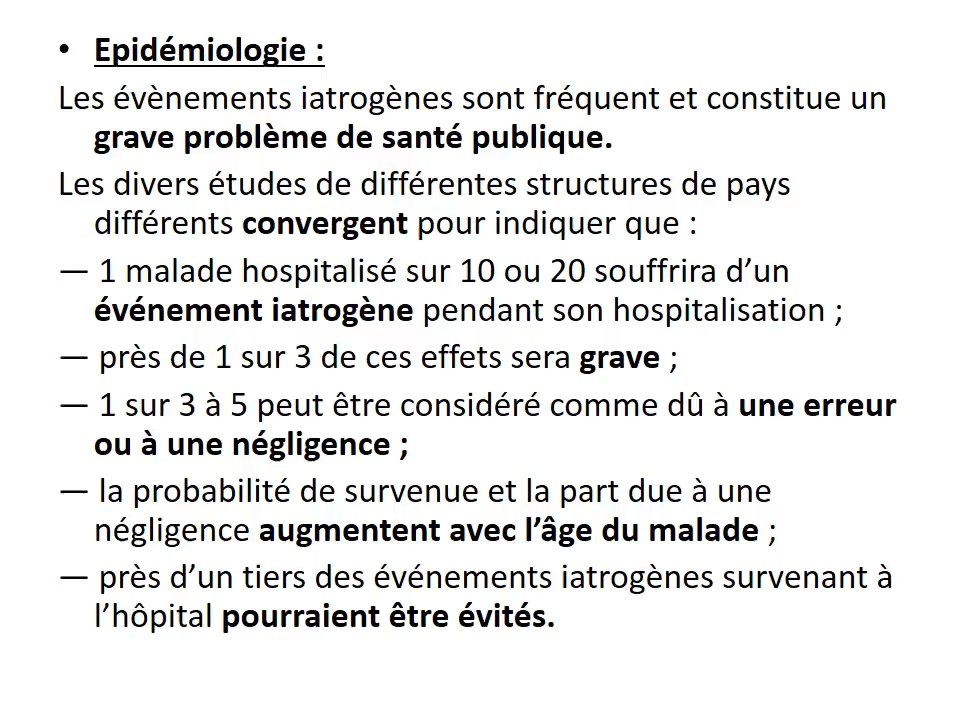 • Epidémiologie :
Les évènements iatrogènes sont fréquent et constitue un
grave problème de santé publique.
Les divers études de différentes structures de pays
différents convergent pour indiquer que :
— 1 malade hospitalisé sur 10 ou 20 souffrira d’un
événement iatrogène pendant son hospitalisation ;
— près de 1 sur 3 de ces effets sera grave ;
— 1 sur 3 à 5 peut être considéré comme dû à une erreur
ou à une négligence ;
— la probabilité de survenue et la part due à une
négligence augmentent avec l’âge du malade ;
— près d’un tiers des événements iatrogènes survenant à
l’hôpital pourraient être évités.